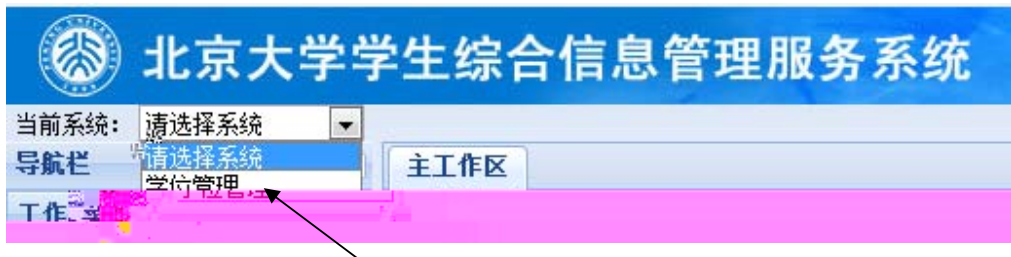 北京大学学生综合信息管理服务系统
当前系统： 请选择系统
导航栏 请选择系统 主工作区
学位管理
工作